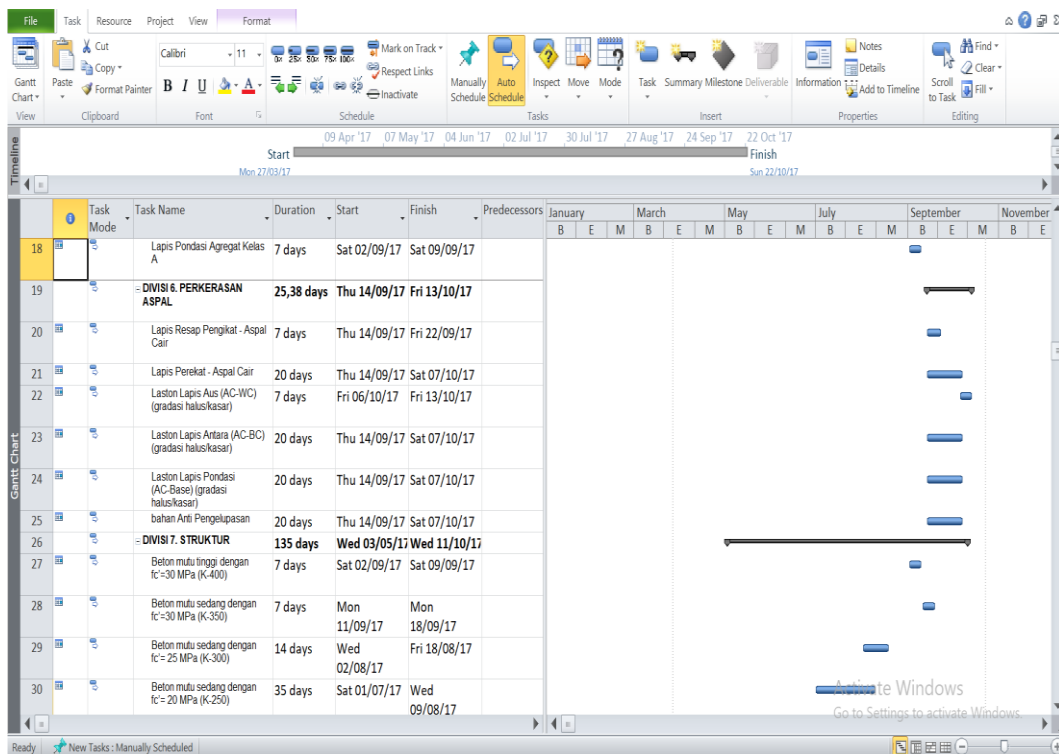 File Task Resource Project View Format
Cut
Copy
Format Painter
Paste
Gantt Chart
Calibri 11
B I U A
0x 25x 50x 75x 100x
Mark on Track
Respect Links
Inactivate
Manually Schedule
Auto Schedule
Inspect Move Mode
Task Summary Milestone Deliverable
Information
Notes
Details
Add to Timeline
Scroll to Task
Find
Clear
Fill
View Clipboard Font Schedule Tasks Insert Properties Editing
Timeline
09 Apr '17 07 May '17 04 Jun '17 02 Jul '17 30 Jul '17 27 Aug '17 24 Sep '17 22 Oct '17
Start Finish
Mon 27/03/17 Sun 22/10/17
Task Mode Task Name Duration Start Finish Predecessors
January March May July September November
B E M B E M B E M B E M B E M B E
18 Lapis Pondasi Agregat Kelas A 7 days Sat 02/09/17 Sat 09/09/17
19 DIVISI 6. PERKERASAN ASPAL 25,38 days Thu 14/09/17 Fri 13/10/17
20 Lapis Resap Pengikat - Aspal Cair 7 days Thu 14/09/17 Fri 22/09/17
21 Lapis Perekat - Aspal Cair 20 days Thu 14/09/17 Sat 07/10/17
22 Laston Lapis Aus (AC-WC) (gradasi halus/kasar) 7 days Fri 06/10/17 Fri 13/10/17
23 Laston Lapis Antara (AC-BC) (gradasi halus/kasar) 20 days Thu 14/09/17 Sat 07/10/17
24 Laston Lapis Pondasi (AC-Base) (gradasi halus/kasar) 20 days Thu 14/09/17 Sat 07/10/17
25 bahan Anti Pengelupasan 20 days Thu 14/09/17 Sat 07/10/17
26 DIVISI 7. STRUKTUR 135 days Wed 03/05/17 Wed 11/10/17
27 Beton mutu tinggi dengan fc'=30 MPa (K-400) 7 days Sat 02/09/17 Sat 09/09/17
28 Beton mutu sedang dengan fc'=30 MPa (K-350) 7 days Mon 11/09/17 Mon 18/09/17
29 Beton mutu sedang dengan fc'= 25 MPa (K-300) 14 days Wed 02/08/17 Fri 18/08/17
30 Beton mutu sedang dengan fc'= 20 MPa (K-250) 35 days Sat 01/07/17 Wed 09/08/17
Gantt Chart
Activate Windows
Go to Settings to activate Windows.
Ready New Tasks : Manually Scheduled